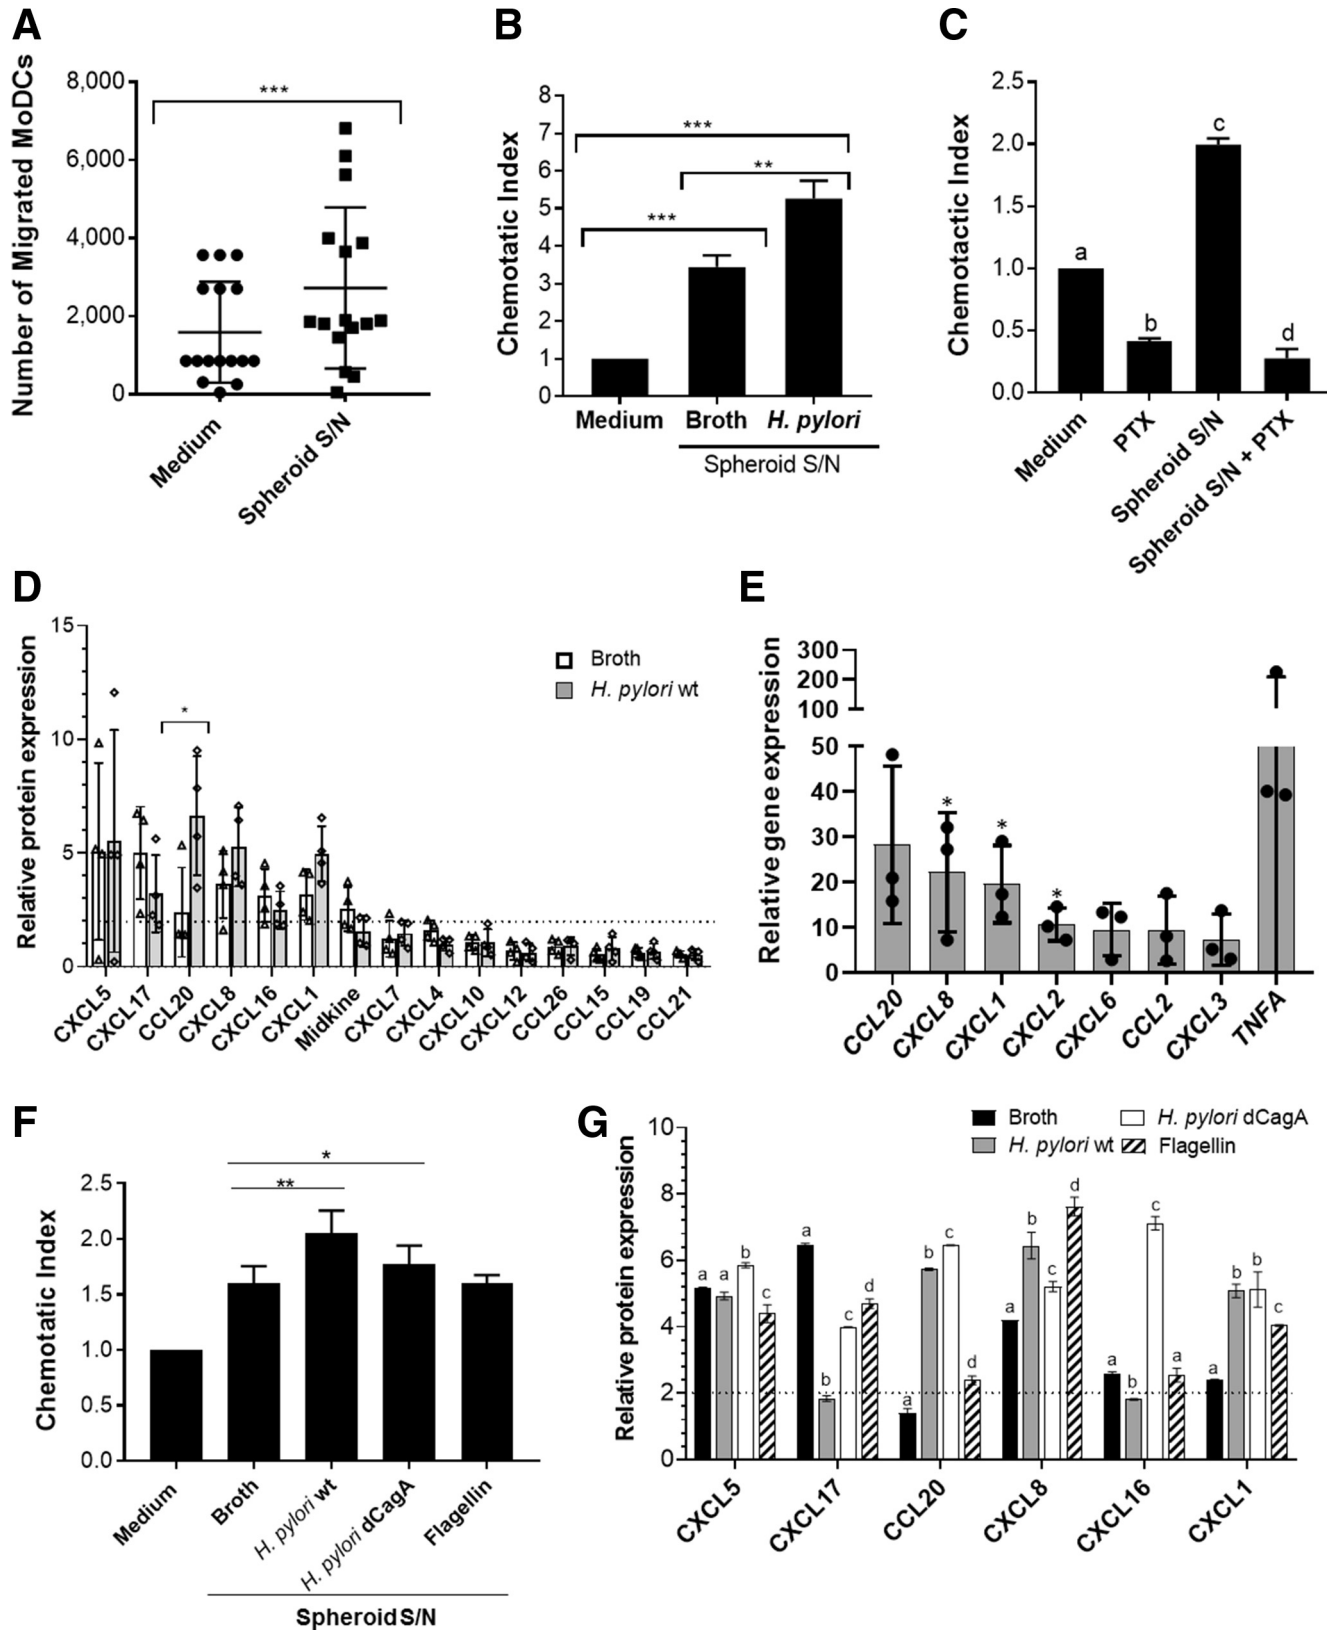 A
Number of Migrated MoDCs
8,000
6,000
4,000
2,000
0
***
Medium
Spheroid S/N
B
Chemotatic Index
8
7
6
5
4
3
2
1
0
***
**
***
Medium
Broth
H. pylori
Spheroid S/N
C
Chemotactic Index
2.5
2.0
1.5
1.0
0.5
0.0
a
b
c
d
Medium
PTX
Spheroid S/N
Spheroid S/N + PTX
D
Relative protein expression
15
10
5
0
*
Broth
H. pylori wt
CXCL5
CXCL17
CCL20
CXCL8
CXCL16
CXCL1
Midkine
CXCL7
CXCL4
CXCL10
CXCL12
CCL26
CCL15
CCL19
CCL21
E
Relative gene expression
300
200
100
50
40
30
20
10
0
*
*
*
CCL20
CXCL8
CXCL1
CXCL2
CXCL6
CCL2
CXCL3
TNFA
F
Chemotatic Index
2.5
2.0
1.5
1.0
0.5
0.0
*
**
Medium
Broth
H. pylori wt
H. pylori dCagA
Flagellin
Spheroid S/N
G
Relative protein expression
10
8
6
4
2
0
Broth
H. pylori dCagA
H. pylori wt
Flagellin
a a b c
a b c d
a b c d
a b c d
a b c a
a b b c
CXCL5
CXCL17
CCL20
CXCL8
CXCL16
CXCL1